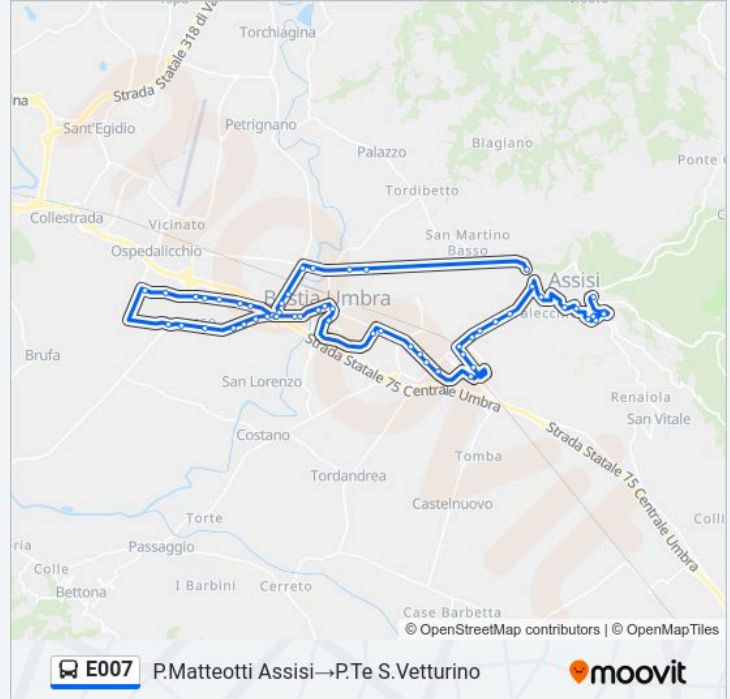 Torchiagina
Strada Statale 318 di Va
na
Sant'Egidio
Petrignano
Biagiano
Palazzo
Ponte
Tordibetto
Collestrada
Vicinato
San Martino
Basso
Ospedalicchio
Assisi
Bastia Umbra
Brufa
Strada Statale 75 Centrale Umbra
San Lorenzo
Renaiola
San Vitale
Costano
Strada Statale 75 Centrale Umbra
Tomba
Tordandrea
Castelnuovo
Torte
Colli
ria
Passaggio
Colle
Bettona
I Barbini
Cerreto
Case Barbetta
© OpenStreetMap contributors | © OpenMapTiles
E007 P.Matteotti Assisi→P.Te S.Vetturino
moovit